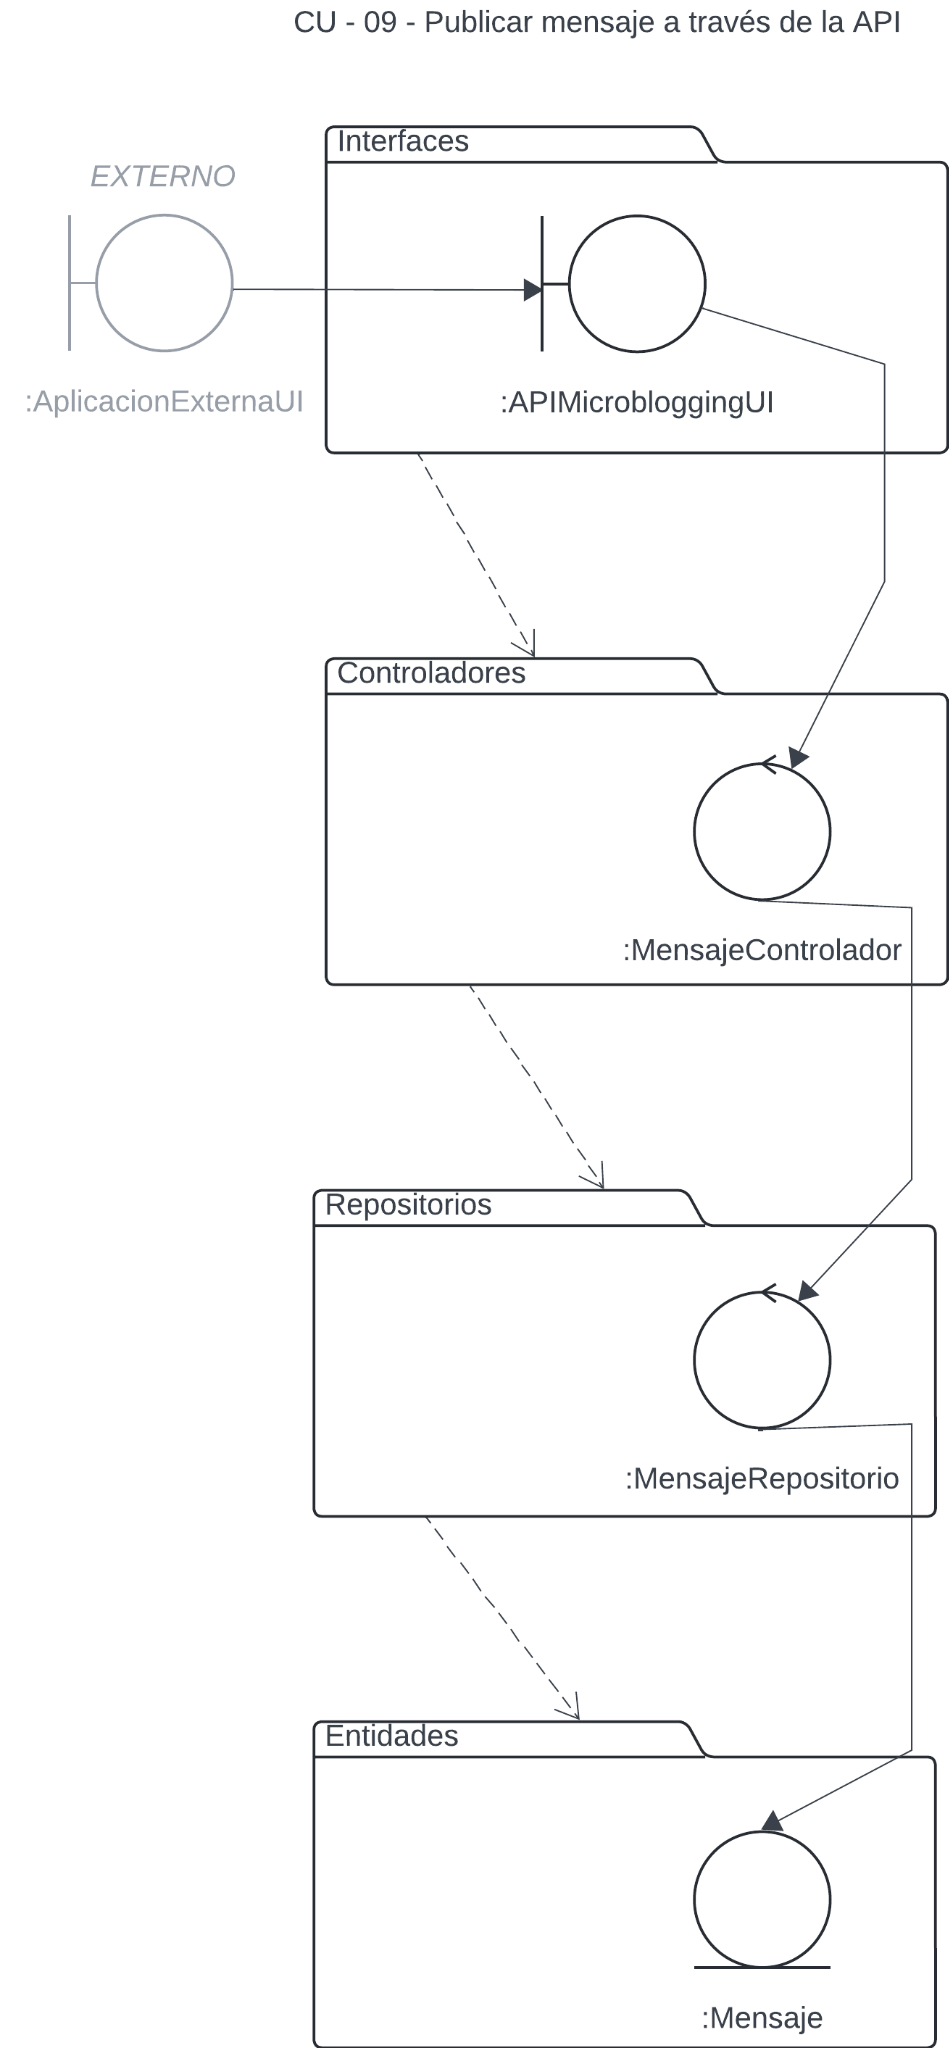 CU - 09 - Publicar mensaje a través de la API
Interfaces
EXTERNO
:AplicacionExternaUI
:APIMicrobloggingUI
Controladores
:MensajeControlador
Repositorios
:MensajeRepositorio
Entidades
:Mensaje